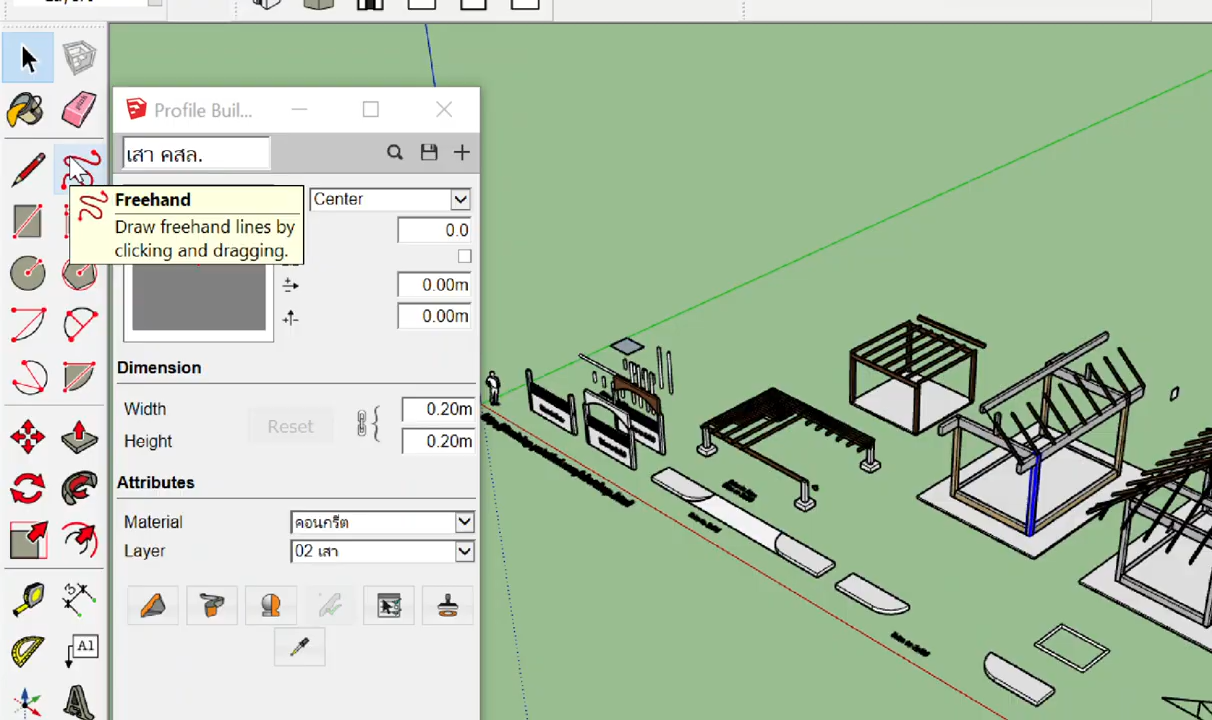 Profile Buil...
เสา คสล.
Freehand
Draw freehand lines by
clicking and dragging.
Center
0.0
0.00m
0.00m
Dimension
Width
0.20m
Reset
Height
0.20m
Attributes
Material
คอนกรีต
Layer
02 เสา
A1